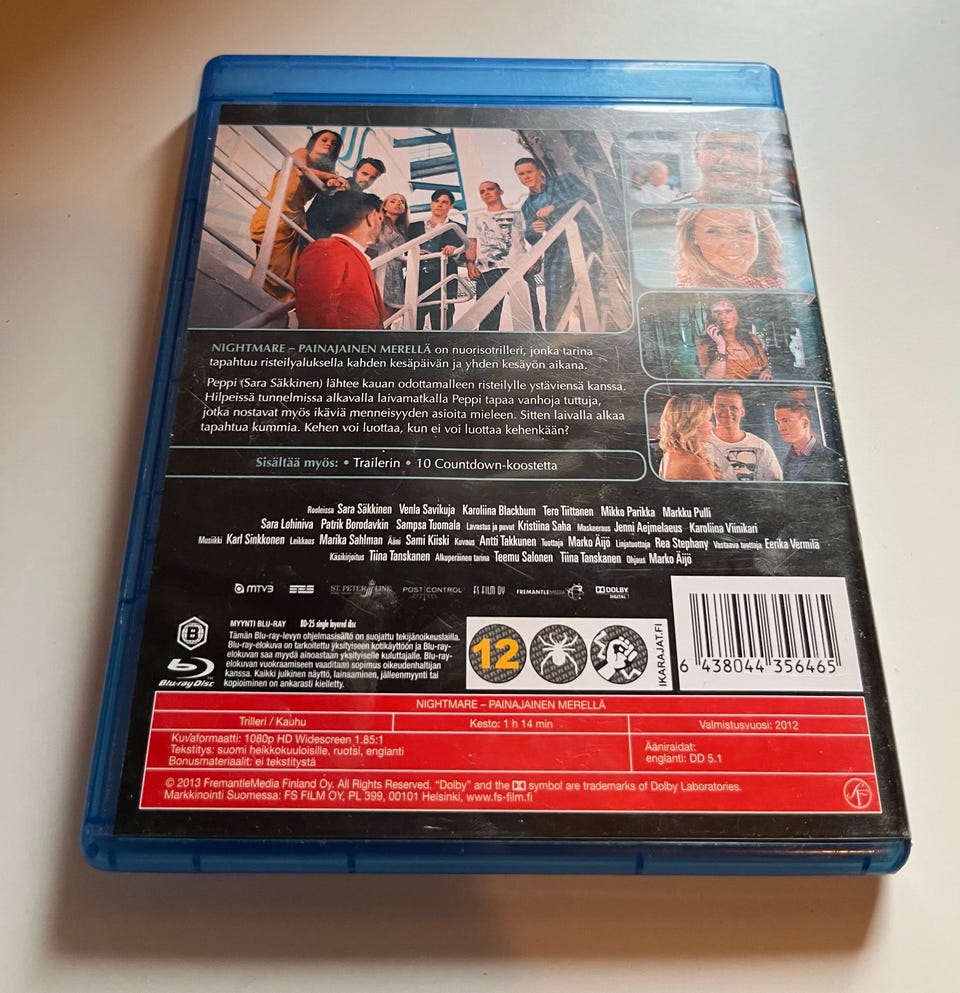 NIGHTMARE – PAINAJAINEN MERELLÄ on nuorisotrilleri, jonka tarina
tapahtuu risteilyaluksella kahden kesäpäivän ja yhden kesäyön aikana.
Peppi (Sara Säkkinen) lähtee kauan odottamalleen risteilylle ystäviensä kanssa.
Hilpeissä tunnelmissa alkavalla laivamatkalla Peppi tapaa vanhoja tuttuja,
jotka nostavat myös ikäviä menneisyyden asioita mieleen. Sitten laivalla alkaa
tapahtua kummia. Kehen voi luottaa, kun ei voi luottaa kehenkään?
Sisältää myös: • Trailerin • 10 Countdown-koostetta
Rooleissa Sara Säkkinen Venla Savikuja Karoliina Blackburn Tero Tiittanen Mikko Parikka Markku Pulli
Sara Lohiniva Patrik Borodavkin Sampsa Tuomala Lavastus ja puvut Kristiina Saha Maskeeraus Jenni Aejmelaeus Karoliina Viinikari
Musiikki Karl Sinkkonen Leikkaus Marika Sahlman Ääni Sami Kiiski Kuvaus Antti Takkunen Tuottaja Marko Äijö Linjatuottaja Rea Stephany Vastaava tuottaja Eerika Vermilä
Käsikirjoitus Tiina Tanskanen Alkuperäinen tarina Teemu Salonen Tiina Tanskanen Ohjaus Marko Äijö
MTV3 ST. PETER LINE POST CONTROL FS FILM OY FREMANTLEMEDIA DOLBY DIGITAL
MYYNTI BLU-RAY BD-25 single layered disc
Tämän Blu-ray-levyn ohjelmasisältö on suojattu tekijänoikeuslailla.
Blu-ray-elokuva on tarkoitettu yksityiseen kotikäyttöön ja Blu-ray-
elokuvan saa myydä ainoastaan yksityiselle kuluttajalle. Blu-ray-
elokuvan vuokraamiseen vaaditaan sopimus oikeudenhaltijan
kanssa. Kaikki julkinen näyttö, lainaaminen, jälleenmyynti tai
kopioiminen on ankarasti kielletty.
B
Blu-ray Disc
12
IKARAJAT.FI
6 438044 356465
NIGHTMARE – PAINAJAINEN MERELLÄ
Trilleri / Kauhu Kesto: 1 h 14 min Valmistusvuosi: 2012
Kuvaformaatti: 1080p HD Widescreen 1.85:1
Tekstitys: suomi heikkokuuloisille, ruotsi, englanti
Bonusmateriaalit: ei tekstitystä
Ääniraidat:
englanti: DD 5.1
© 2013 FremantleMedia Finland Oy. All Rights Reserved. "Dolby" and the DD symbol are trademarks of Dolby Laboratories.
Markkinointi Suomessa: FS FILM OY, PL 399, 00101 Helsinki, www.fs-film.fi
SF